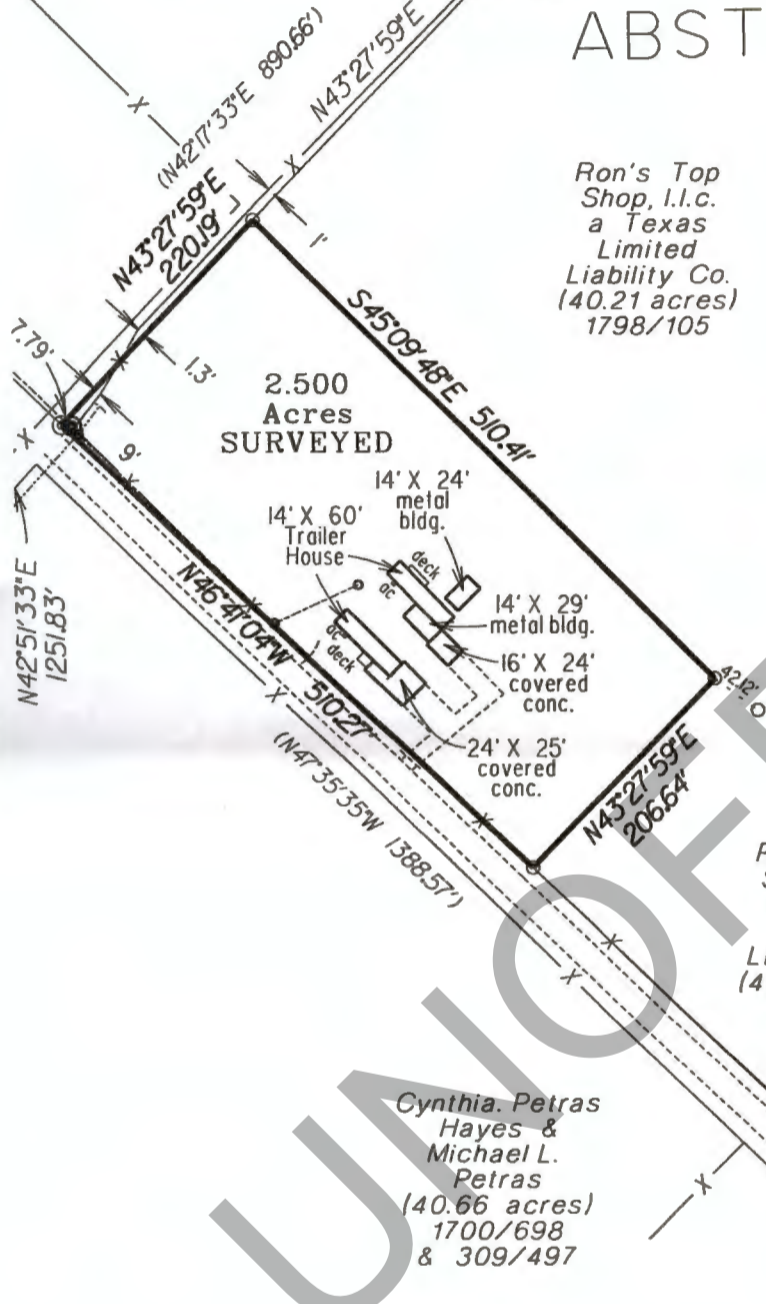 ABST
(N42°17'33"E 890.66')
N43°27'59"E
N43°27'59"E
220.19'
Ron's Top
Shop, l.l.c.
a Texas
Limited
Liability Co.
(40.21 acres)
1798/105
1'
S45°09'48"E 510.41'
7.79'
1.3'
2.500
Acres
SURVEYED
X
9'
14' X 24'
metal
bldg.
14' X 60'
Trailer
House
deck
ac
14' X 29'
metal bldg.
N42°51'33"E
1251.83'
N46°41'04"W 510.27'
ac
deck
16' X 24'
covered
conc.
42.12'
24' X 25'
covered
conc.
N43°27'59"E
206.64'
(N47°35'35"W 1388.57')
UNOF
Cynthia. Petras
Hayes &
Michael L.
Petras
(40.66 acres)
1700/698
& 309/497